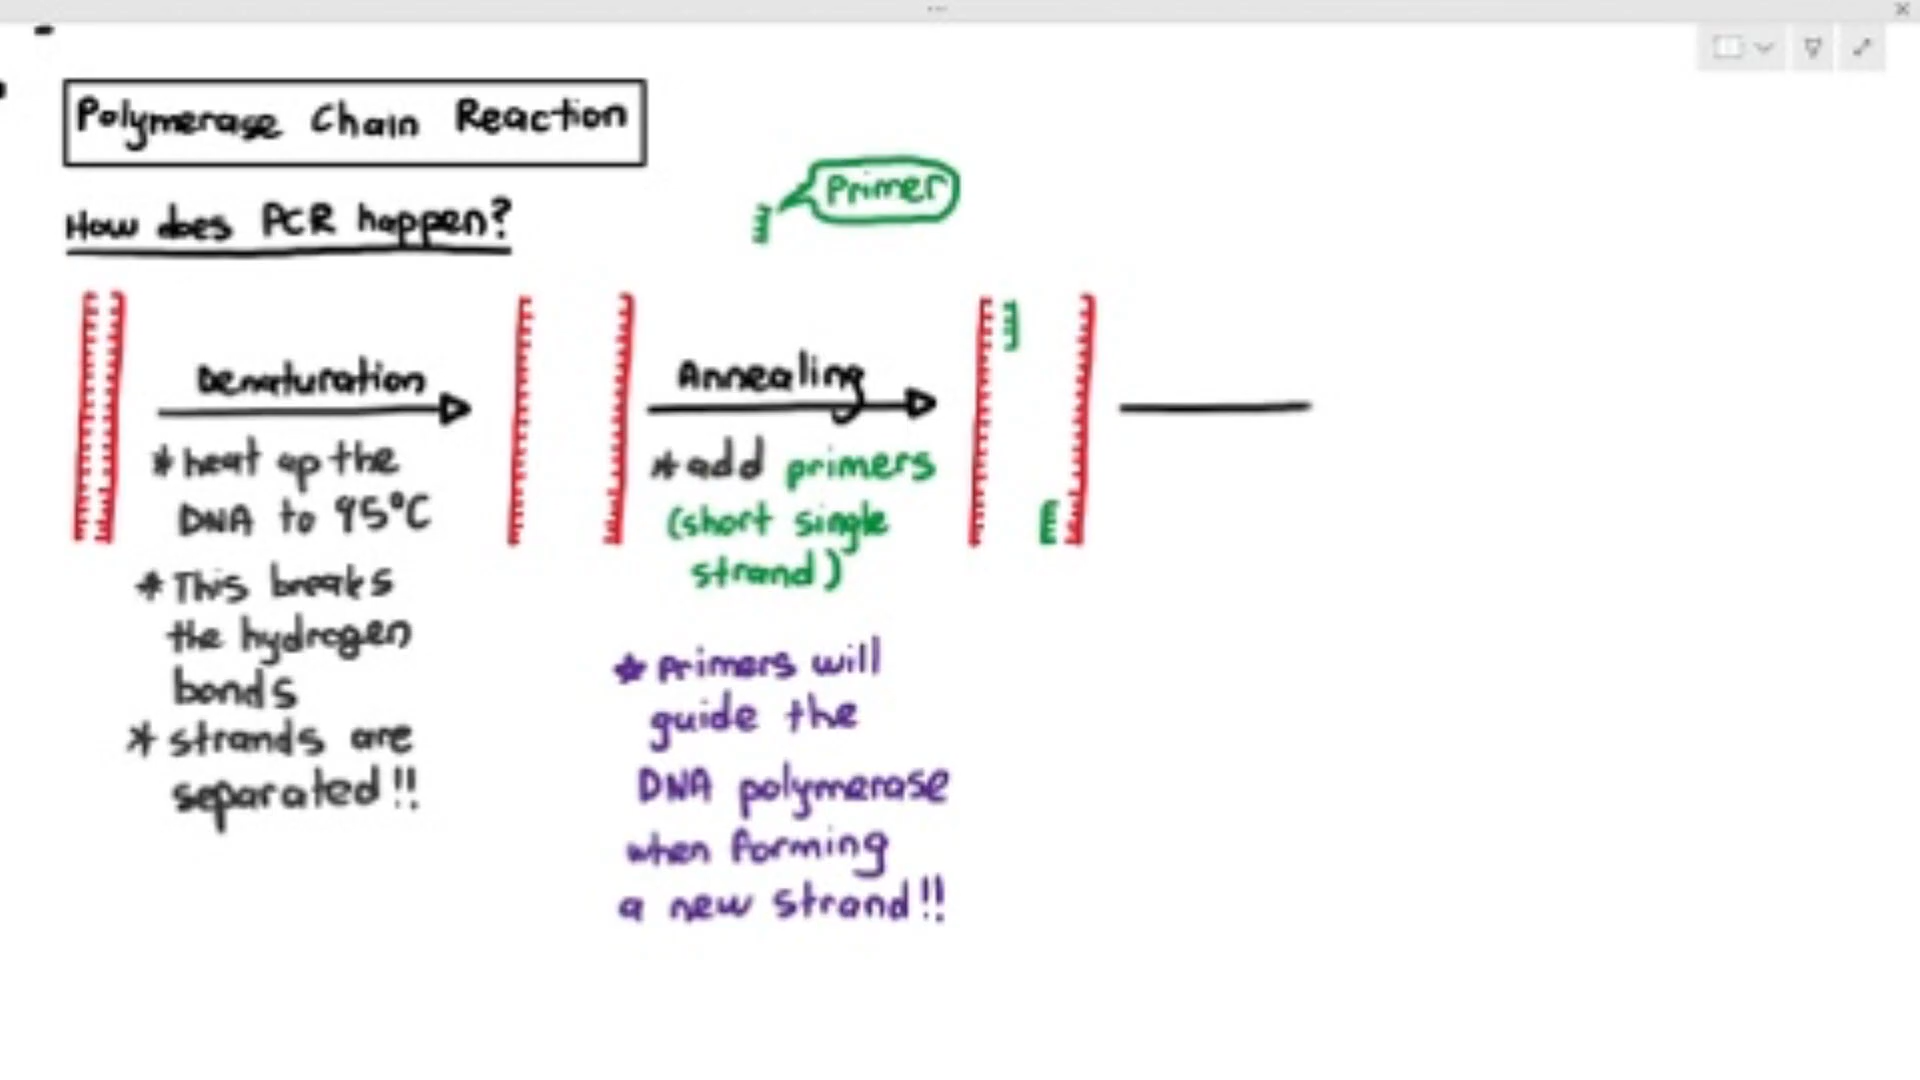 Polymerase Chain Reaction
Primer
How does PCR happen?
Denaturation
* heat up the
DNA to 95°C
* This breaks
the hydrogen
bonds
* strands are
separated!!
Annealing
* add primers
(short single
strand)
* Primers will
guide the
DNA polymerase
when forming
a new strand!!